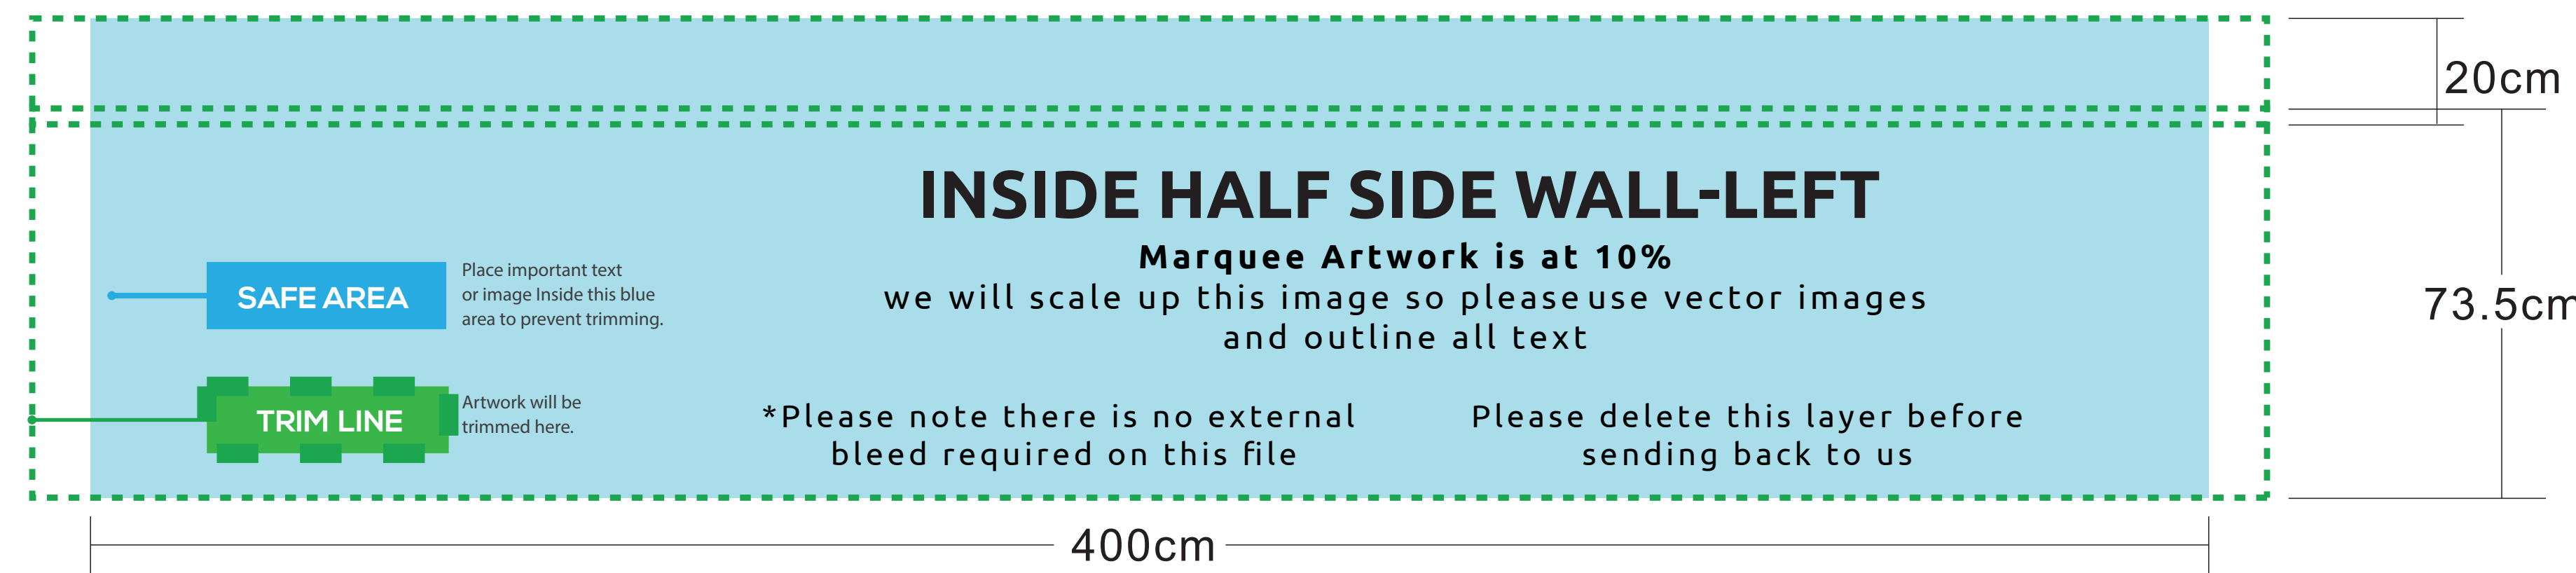 20cm
INSIDE HALF SIDE WALL-LEFT
Marquee Artwork is at 10%
we will scale up this image so please use vector images
and outline all text
SAFE AREA
Place important text
or image Inside this blue
area to prevent trimming.
73.5cm
TRIM LINE
Artwork will be
trimmed here.
*Please note there is no external
bleed required on this file
Please delete this layer before
sending back to us
400cm